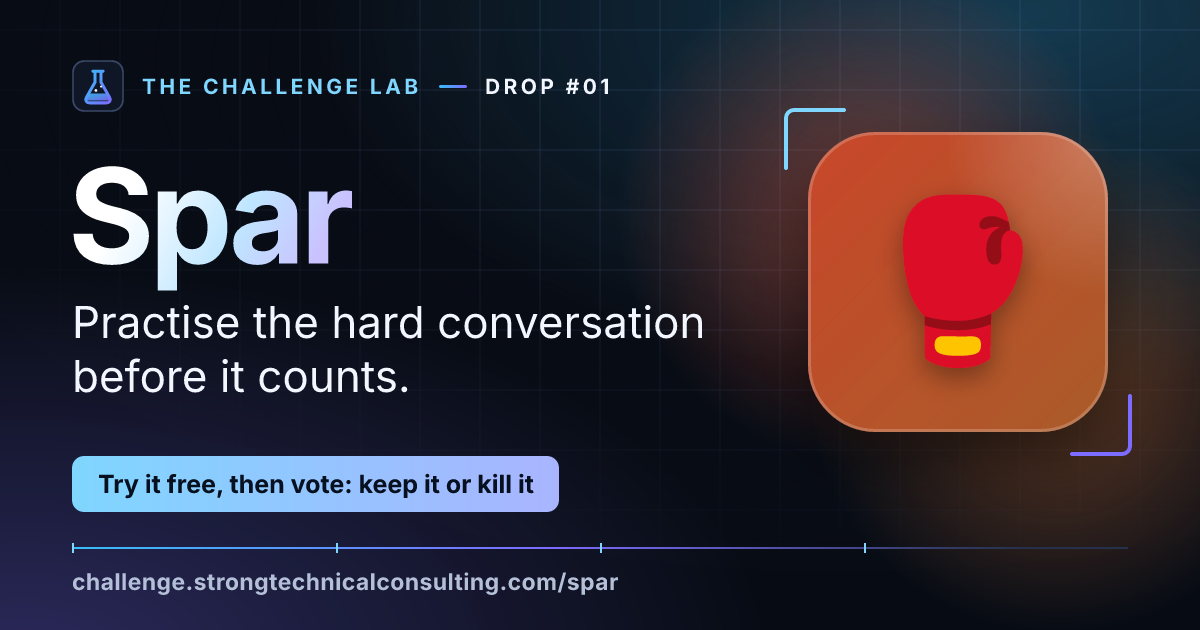 THE CHALLENGE LAB — DROP #01
Spar
Practise the hard conversation
before it counts.
Try it free, then vote: keep it or kill it
challenge.strongtechnicalconsulting.com/spar